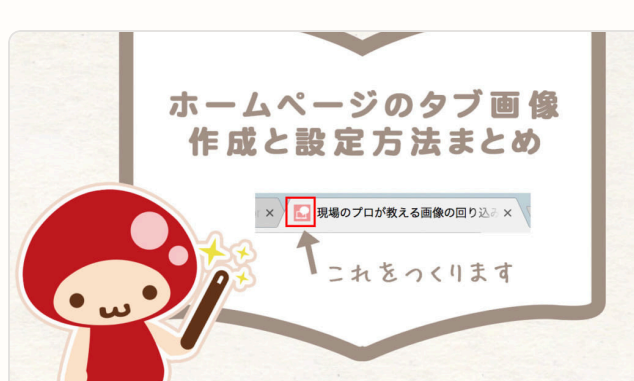 ホームページのタブ画像
作成と設定方法まとめ
現場のプロが教える画像の回り込み
これをつくります